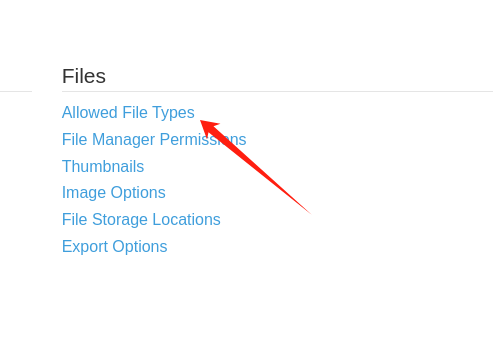 Files
Allowed File Types
File Manager Permissions
Thumbnails
Image Options
File Storage Locations
Export Options